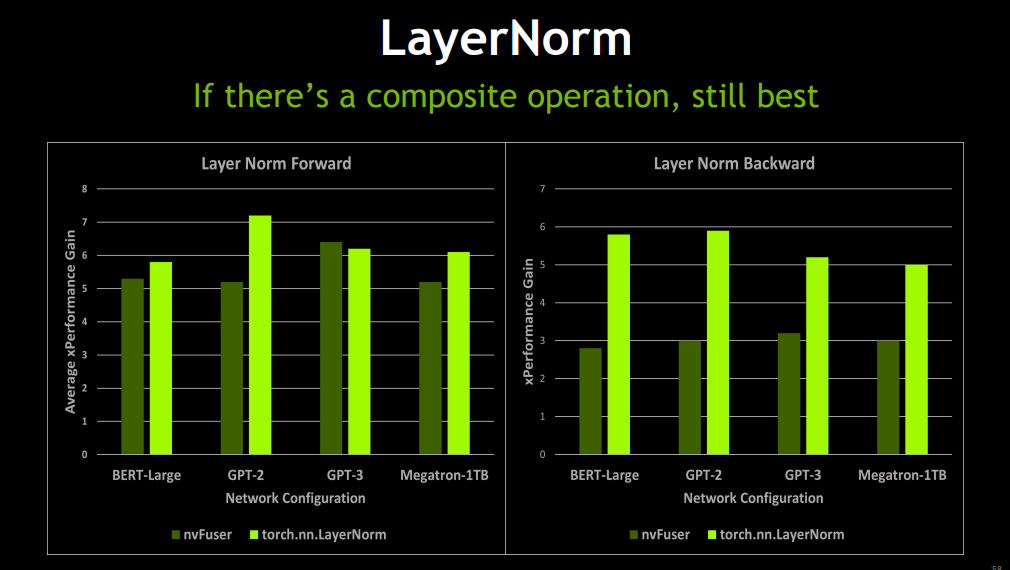 LayerNorm
If there's a composite operation, still best
Layer Norm Forward
Average xPerformance Gain
8
7
6
5
4
3
2
1
0
BERT-Large GPT-2 GPT-3 Megatron-1TB
Network Configuration
nvFuser torch.nn.LayerNorm
Layer Norm Backward
xPerformance Gain
7
6
5
4
3
2
1
0
BERT-Large GPT-2 GPT-3 Megatron-1TB
Network Configuration
nvFuser torch.nn.LayerNorm
58